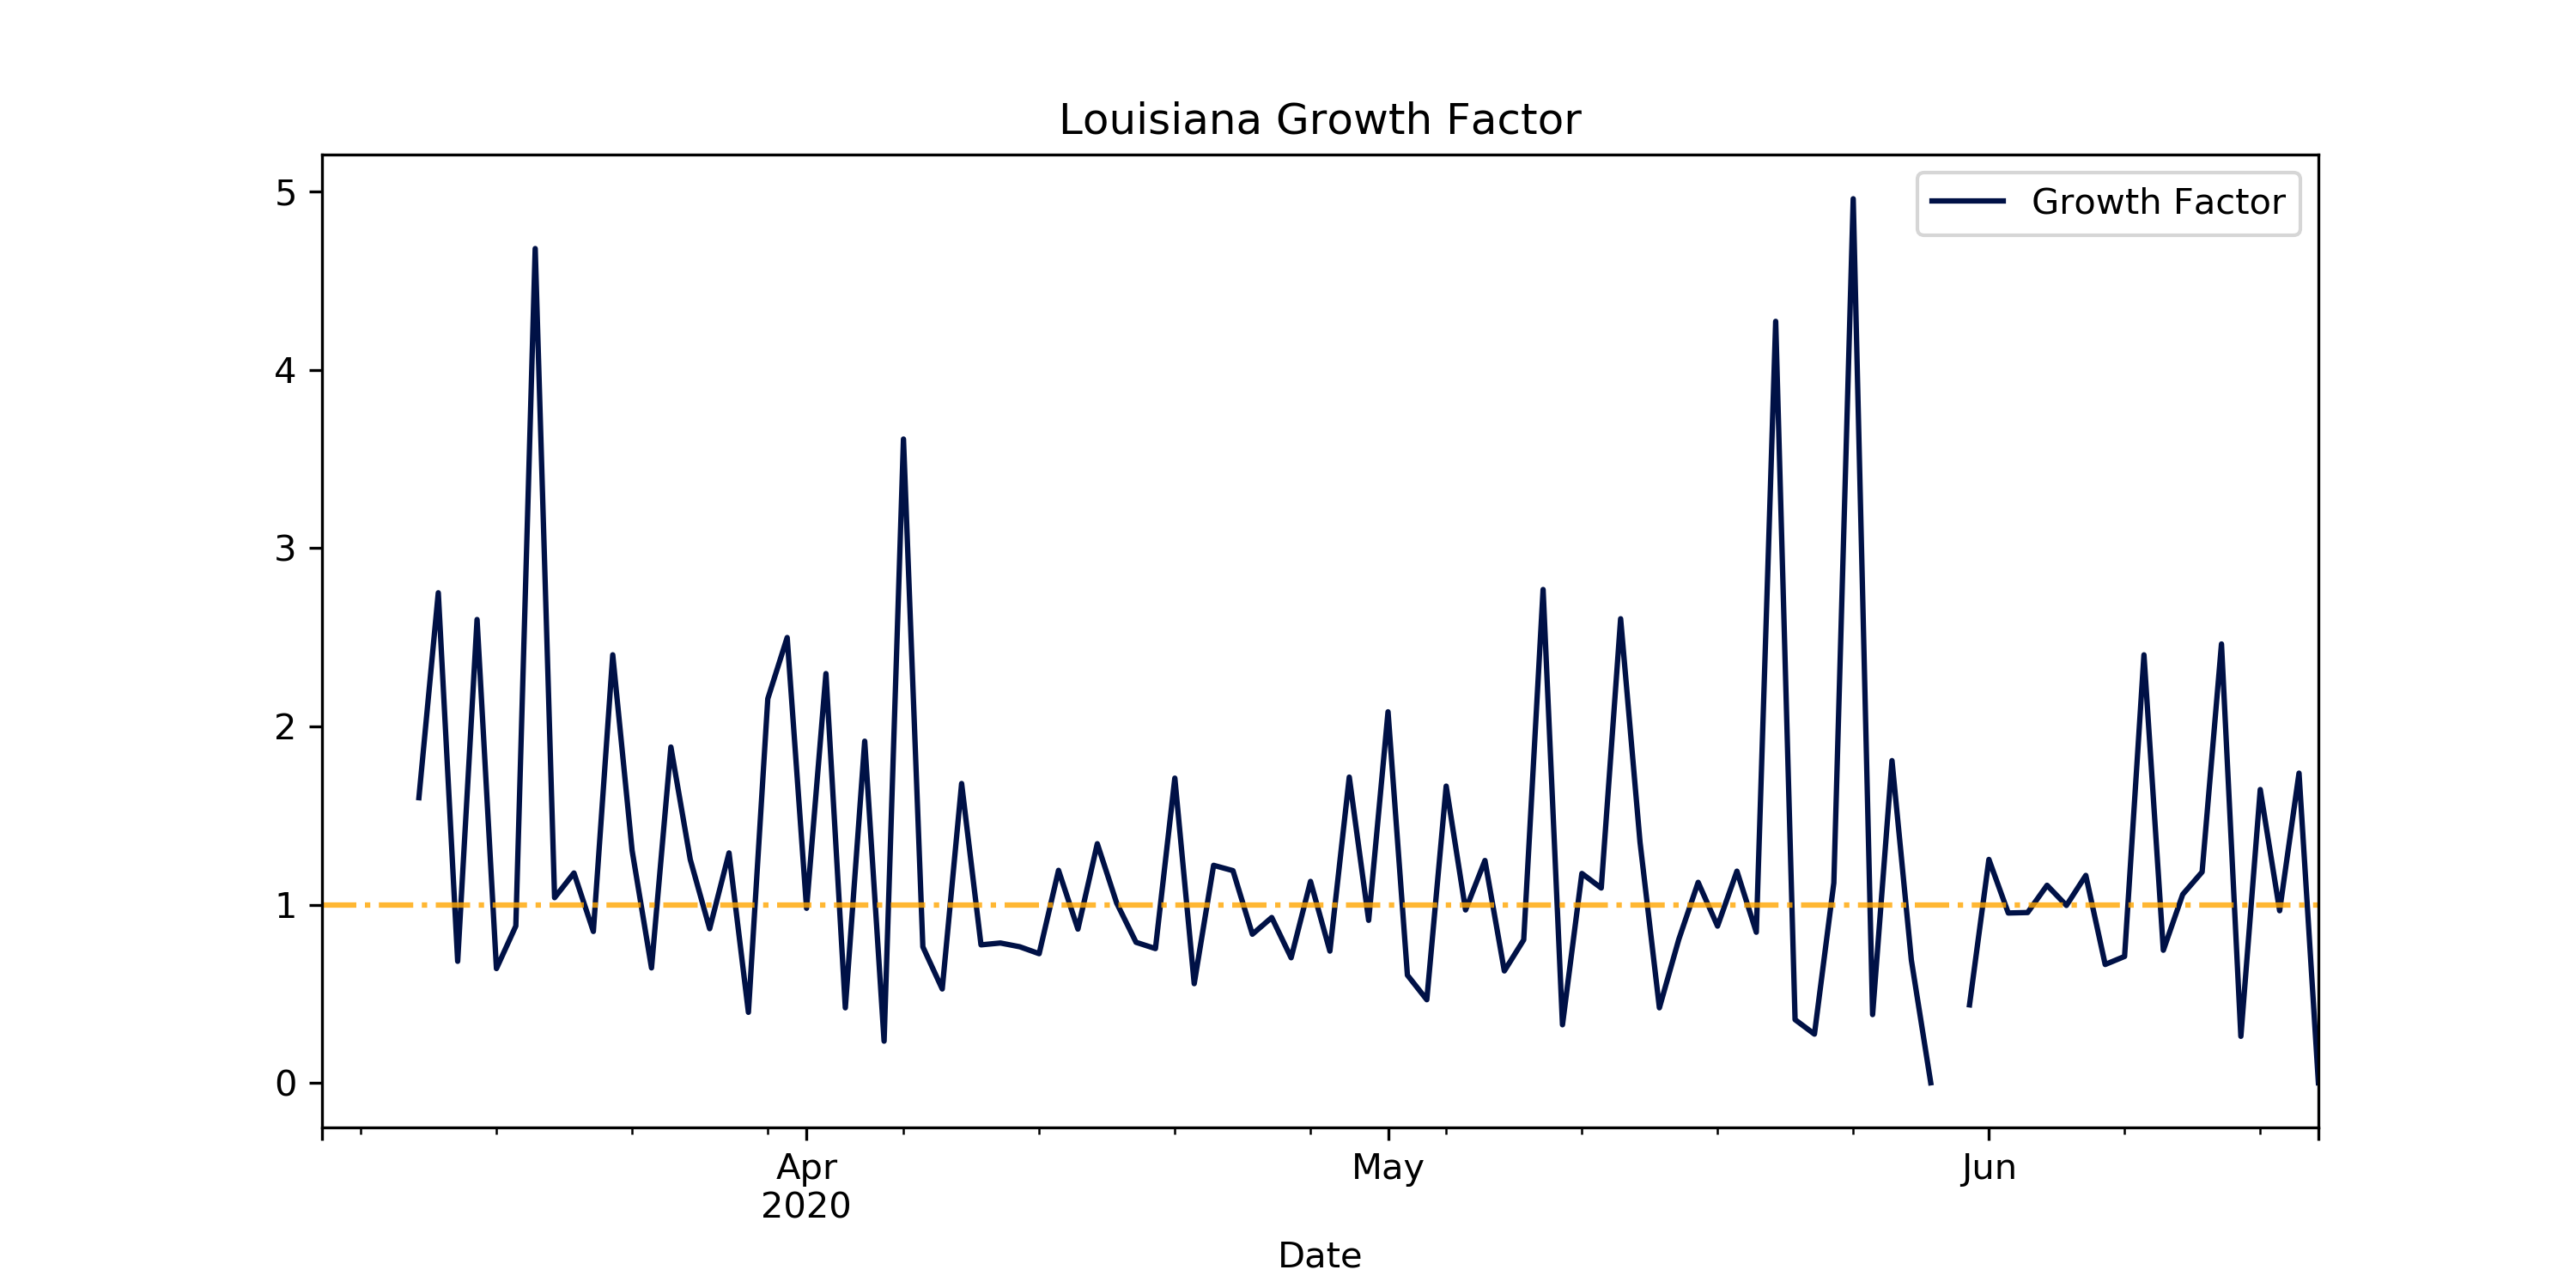 Louisiana Growth Factor
Growth Factor
5
4
3
2
1
0
Apr
2020
May
Jun
Date